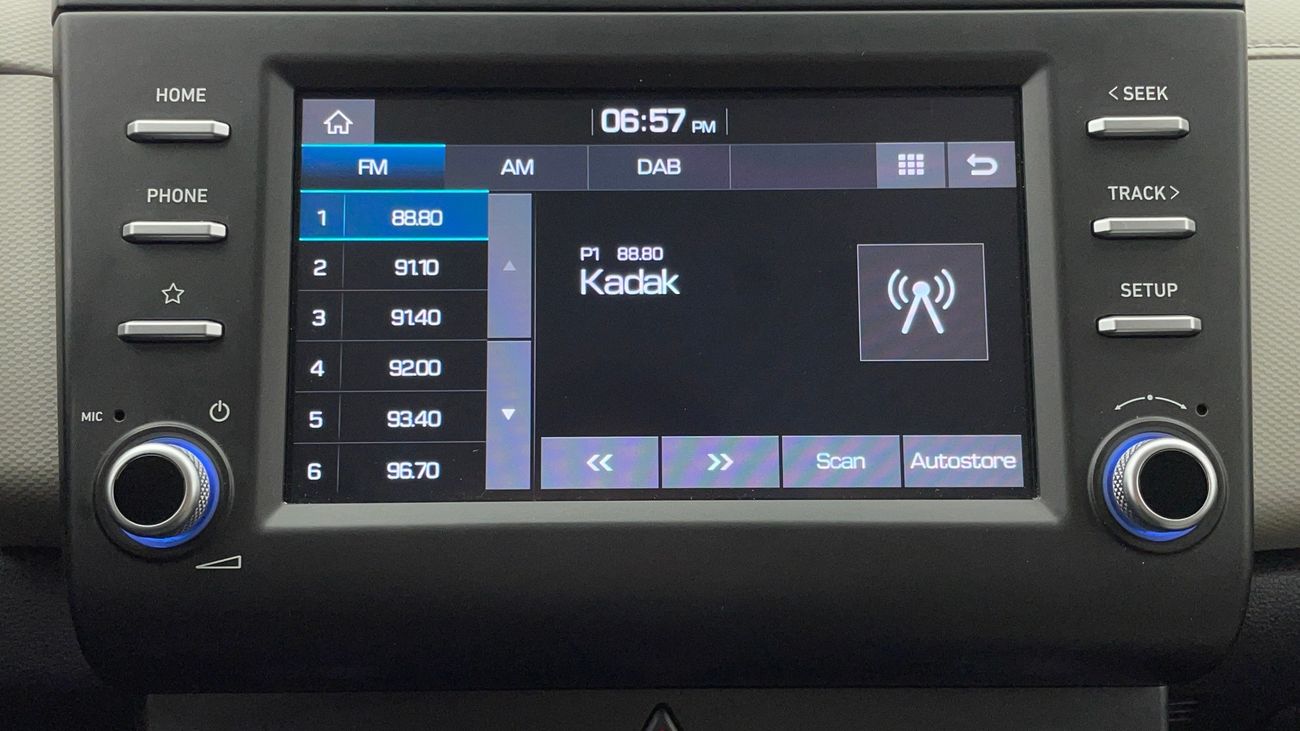 HOME
PHONE
MIC
06:57 PM
FM AM DAB
1 88.80
2 91.10
3 91.40
4 92.00
5 93.40
6 96.70
P1 88.80
Kadak
<< >> Scan Autostore
< SEEK
TRACK >
SETUP